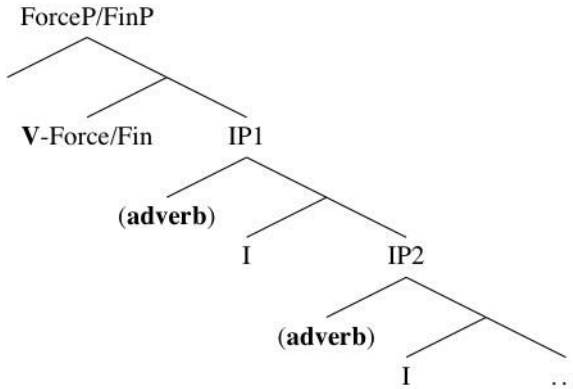 ForceP/FinP
V-Force/Fin IP1
(adverb)
I IP2
(adverb)
I ..